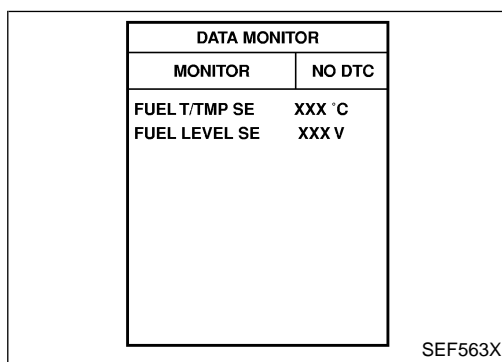 DATA MONITOR
MONITOR NO DTC
FUEL T/TMP SE XXX °C
FUEL LEVEL SE XXX V
SEF563X